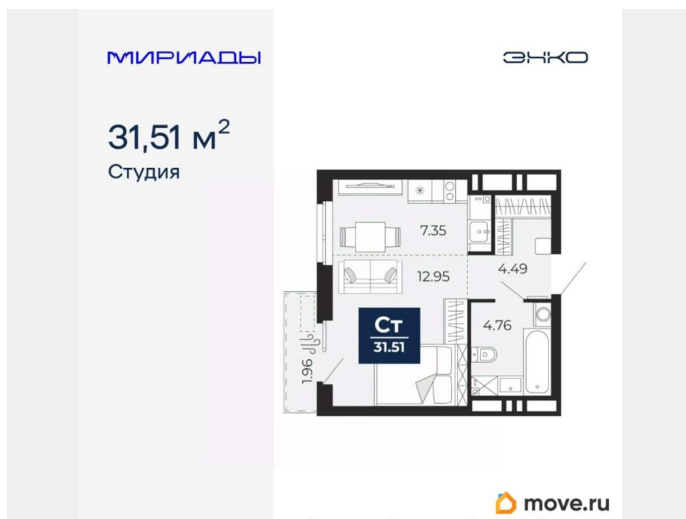 МИРИАДЫ
ЭНКО
31,51 м²
Студия
7.35
12.95
4.49
4.76
Ст
31.51
1.96
move.ru